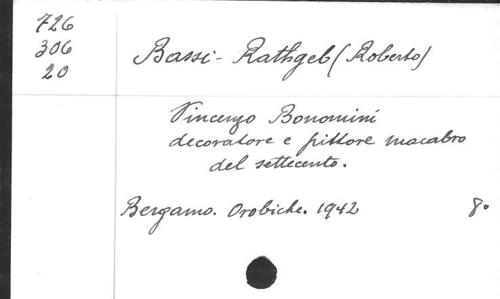 726
306
20
Bassi-Rathgeb (Roberto)
Vincenzo Bonomini
decoratore e pittore macabro
del settecento.
Bergamo. Orobiche. 1942 8°